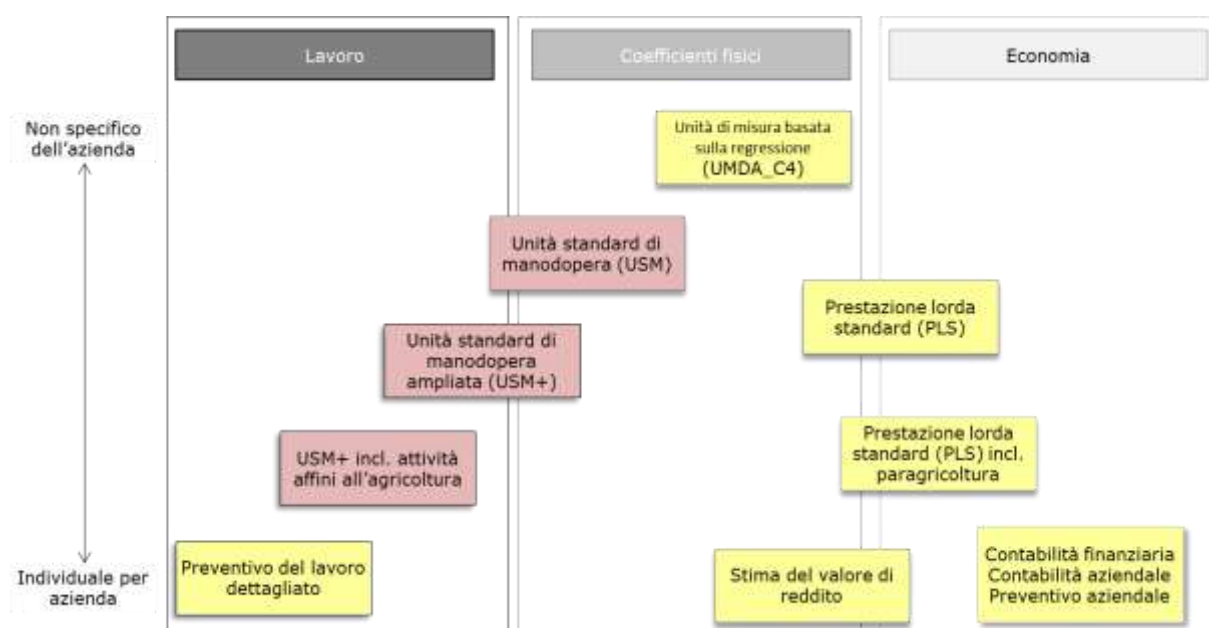 Lavoro
Coefficienti fisici
Economia
Non specifico
dell'azienda
Unità di misura basata
sulla regressione
(UMDA_C4)
Unità standard di
manodopera (USM)
Prestazione lorda
standard (PLS)
Unità standard di
manodopera
ampliata (USM+)
Prestazione lorda
standard (PLS) incl.
paragricoltura
USM+ incl. attività
affini all'agricoltura
Individuale per
azienda
Preventivo del lavoro
dettagliato
Stima del valore di
reddito
Contabilità finanziaria
Contabilità aziendale
Preventivo aziendale